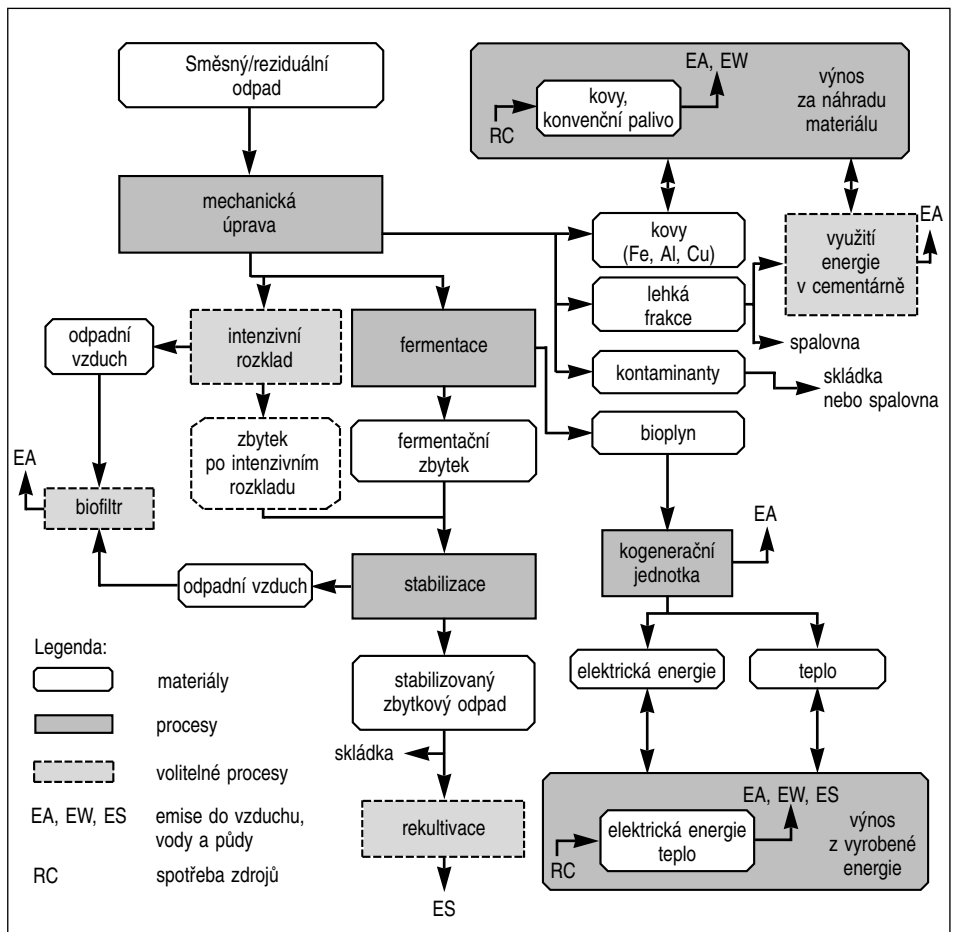 Směsný/reziduální
odpad
mechanická
úprava
intenzivní
rozklad
fermentace
odpadní
vzduch
zbytek
po intenzivním
rozkladu
fermentační
zbytek
EA
biofiltr
odpadní vzduch
stabilizace
stabilizovaný
zbytkový odpad
skládka
rekultivace
ES
EA, EW
RC
kovy,
konvenční palivo
výnos
za náhradu
materiálu
kovy
(Fe, Al, Cu)
lehká
frakce
kontaminanty
bioplyn
využití
energie
v cementárně
EA
spalovna
skládka
nebo spalovna
kogenerační
jednotka
EA
elektrická energie
teplo
EA, EW, ES
RC
elektrická energie
teplo
výnos
z vyrobené
energie
Legenda:
materiály
procesy
volitelné procesy
EA, EW, ES emise do vzduchu,
vody a půdy
RC spotřeba zdrojů